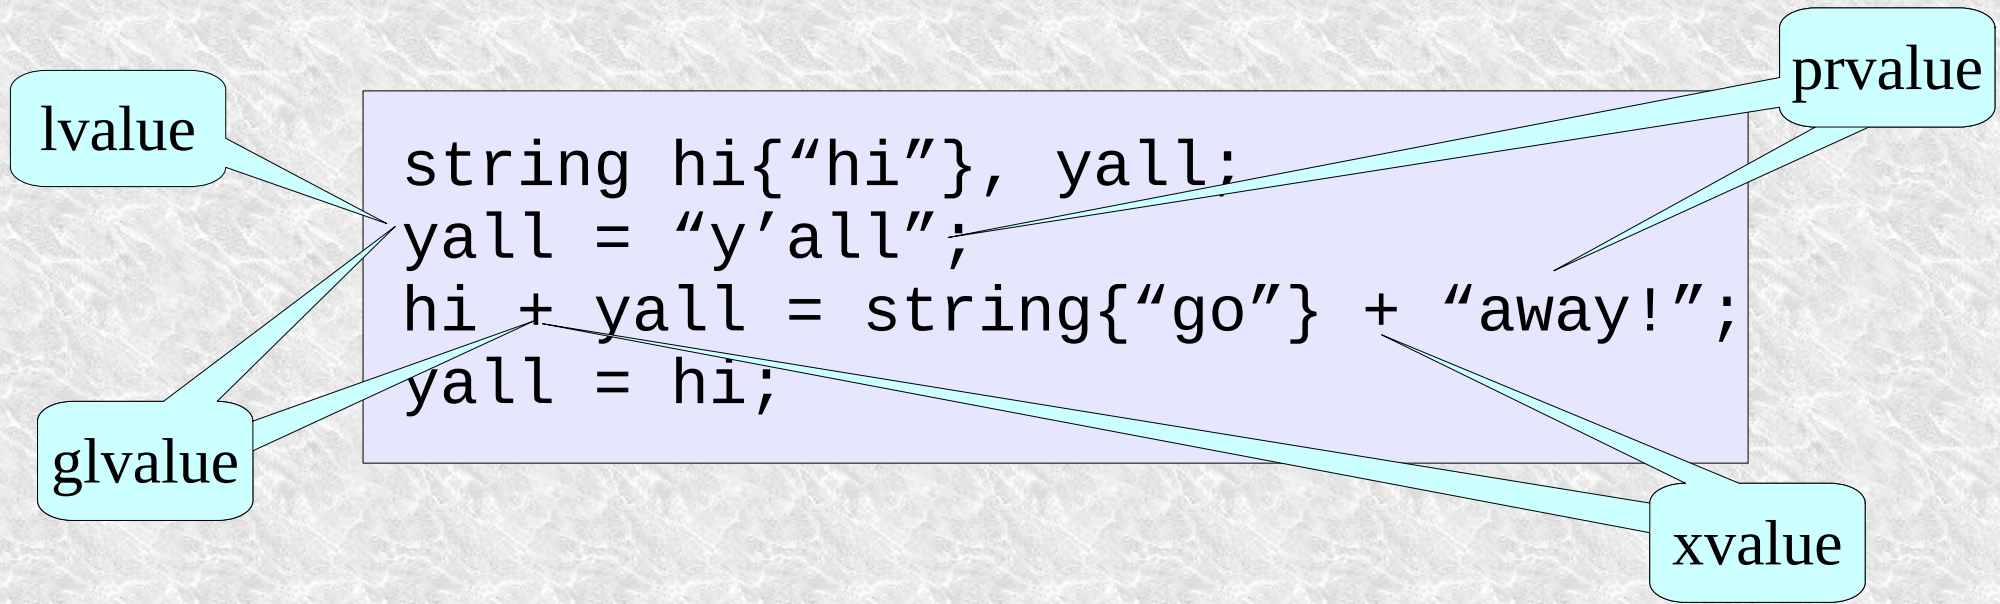 prvalue
lvalue
string hi{“hi”}, yall;
yall = “y’all”;
hi + yall = string{“go”} + “away!”;
yall = hi;
glvalue
xvalue